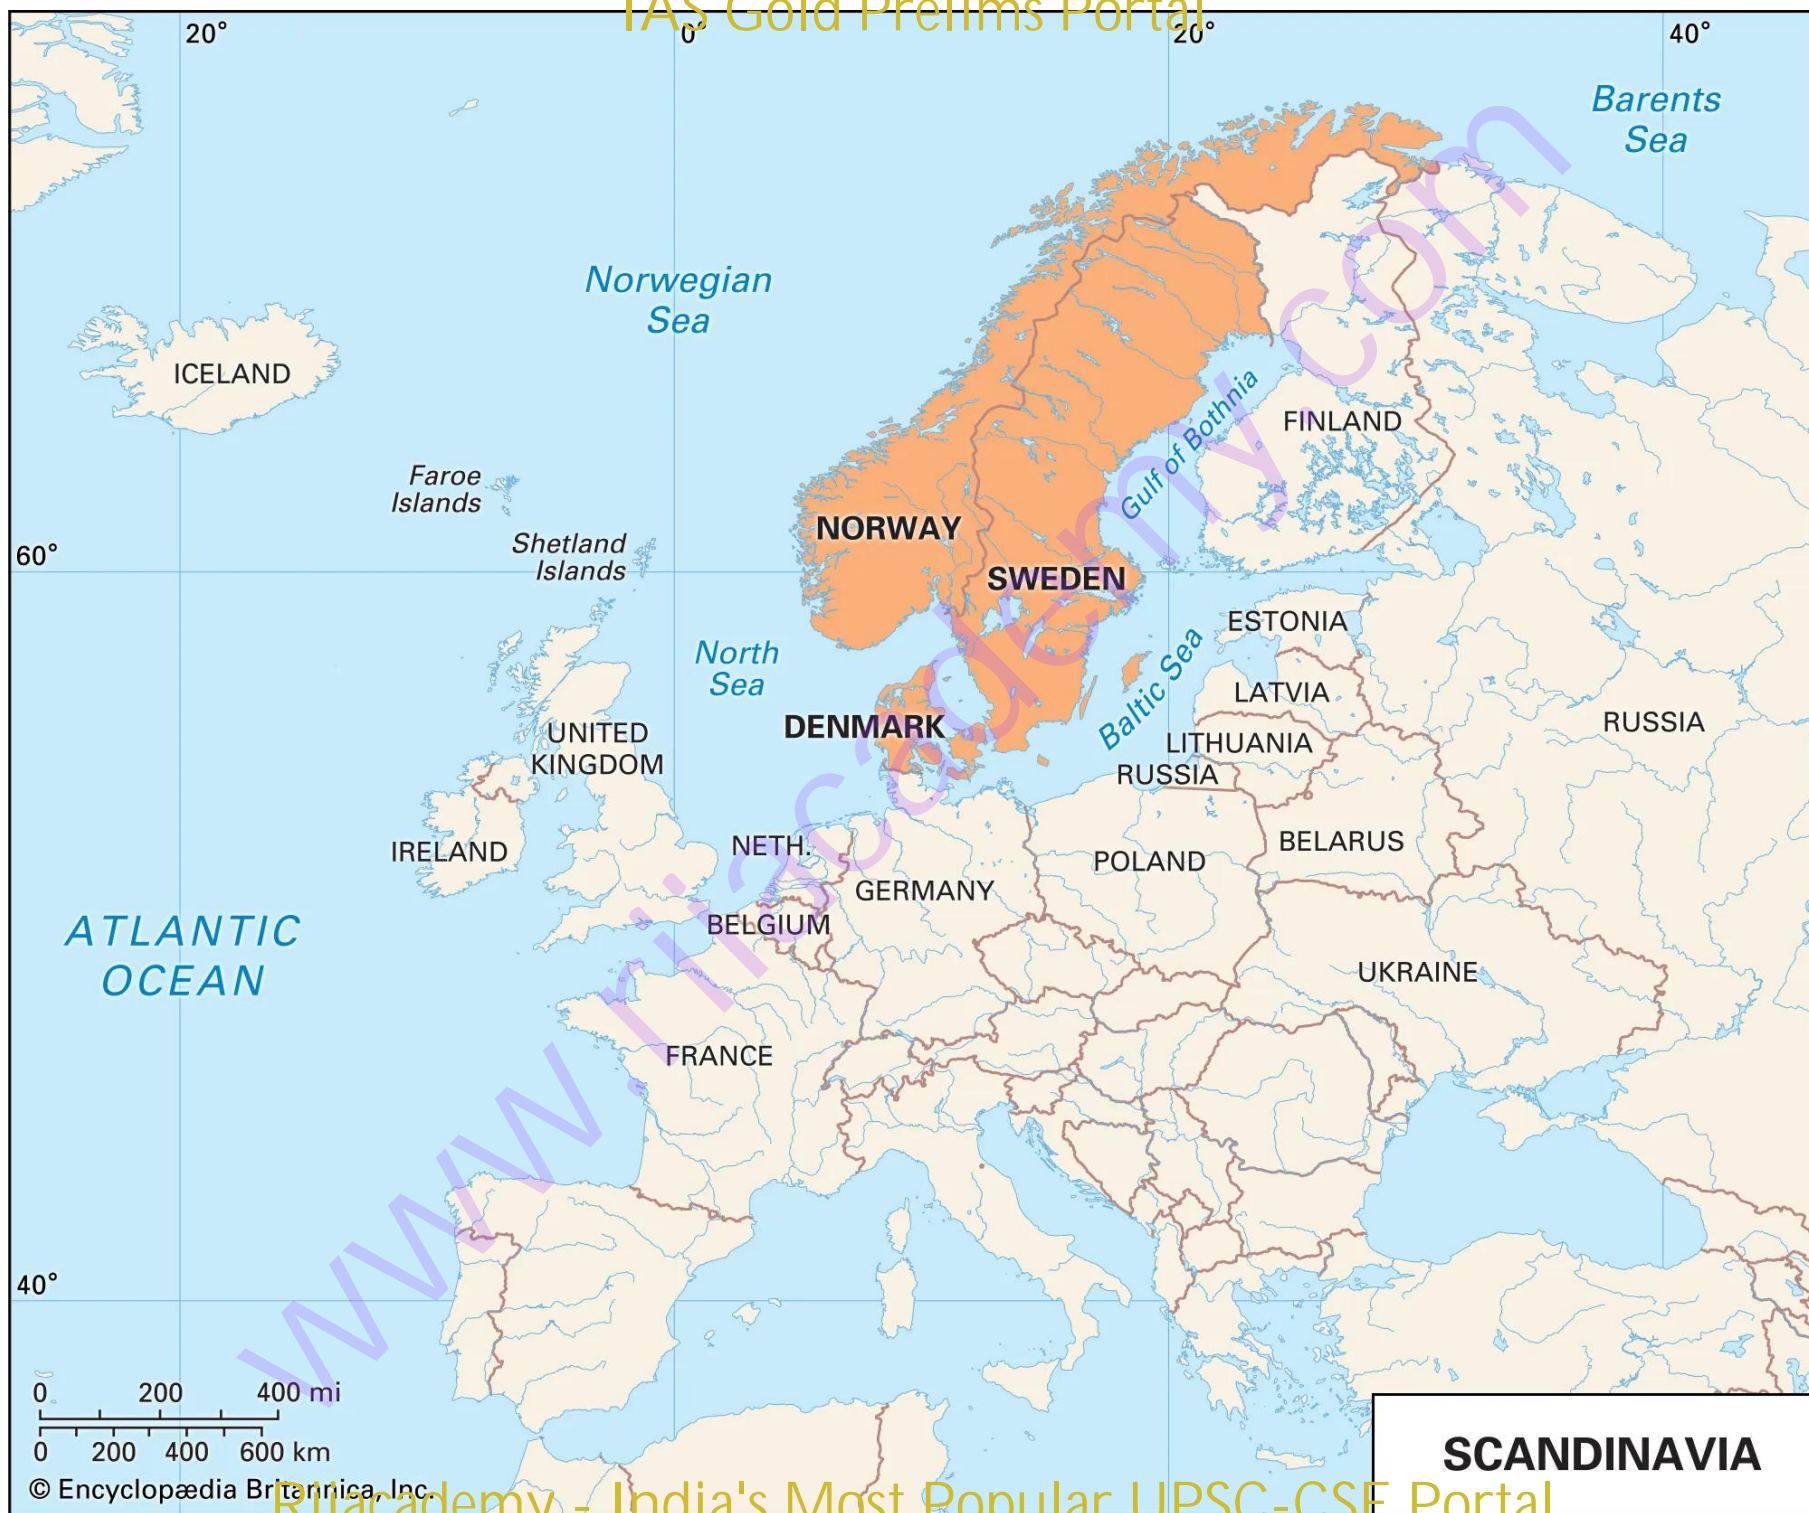 IAS Gold Prelims Portal
20°
0°
20°
40°
Barents
Sea
Norwegian
Sea
ICELAND
Gulf of Bothnia
FINLAND
Faroe
Islands
NORWAY
Shetland
Islands
60°
SWEDEN
ESTONIA
North
Sea
Baltic Sea
LATVIA
RUSSIA
DENMARK
UNITED
KINGDOM
LITHUANIA
RUSSIA
NETH.
BELARUS
IRELAND
POLAND
GERMANY
BELGIUM
ATLANTIC
OCEAN
UKRAINE
FRANCE
www.rijacademy.com
40°
0 200 400 mi
0 200 400 600 km
SCANDINAVIA
© Encyclopædia Britannica, Inc.
Rijacademy - India's Most Popular UPSC-CSE Portal